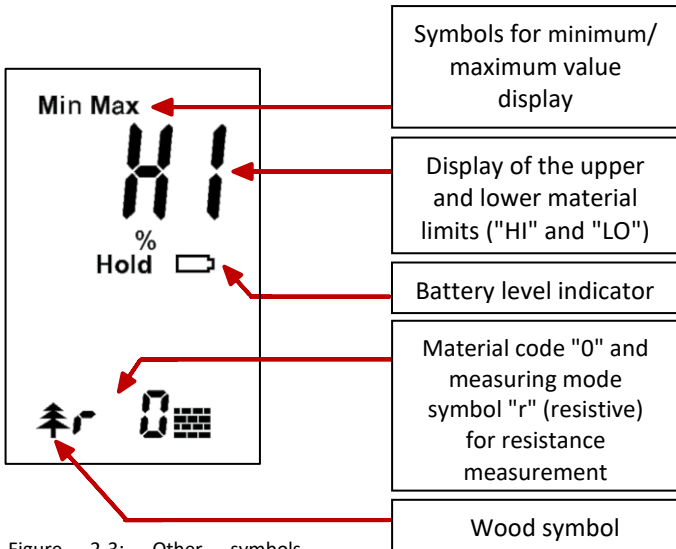 Symbols for minimum/
maximum value
display
Min Max
HI
Display of the upper
and lower material
limits ("HI" and "LO")
%
Hold
Battery level indicator
Material code "0" and
measuring mode
symbol "r" (resistive)
for resistance
measurement
r 0
Wood symbol
Figure 2-3: Other symbols